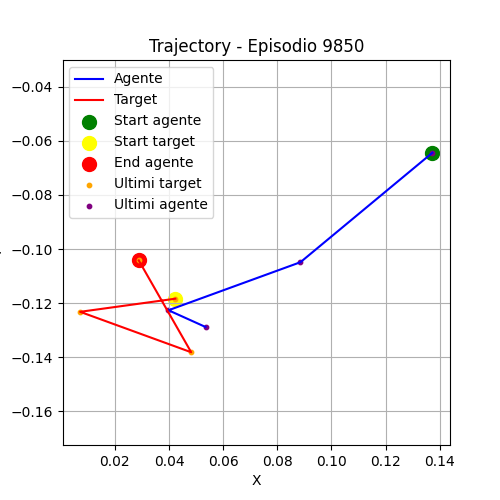 Trajectory - Episodio 9850
Agente
Target
Start agente
Start target
End agente
Ultimi target
Ultimi agente
−0.04
−0.06
−0.08
−0.10
−0.12
−0.14
−0.16
0.02 0.04 0.06 0.08 0.10 0.12 0.14
X